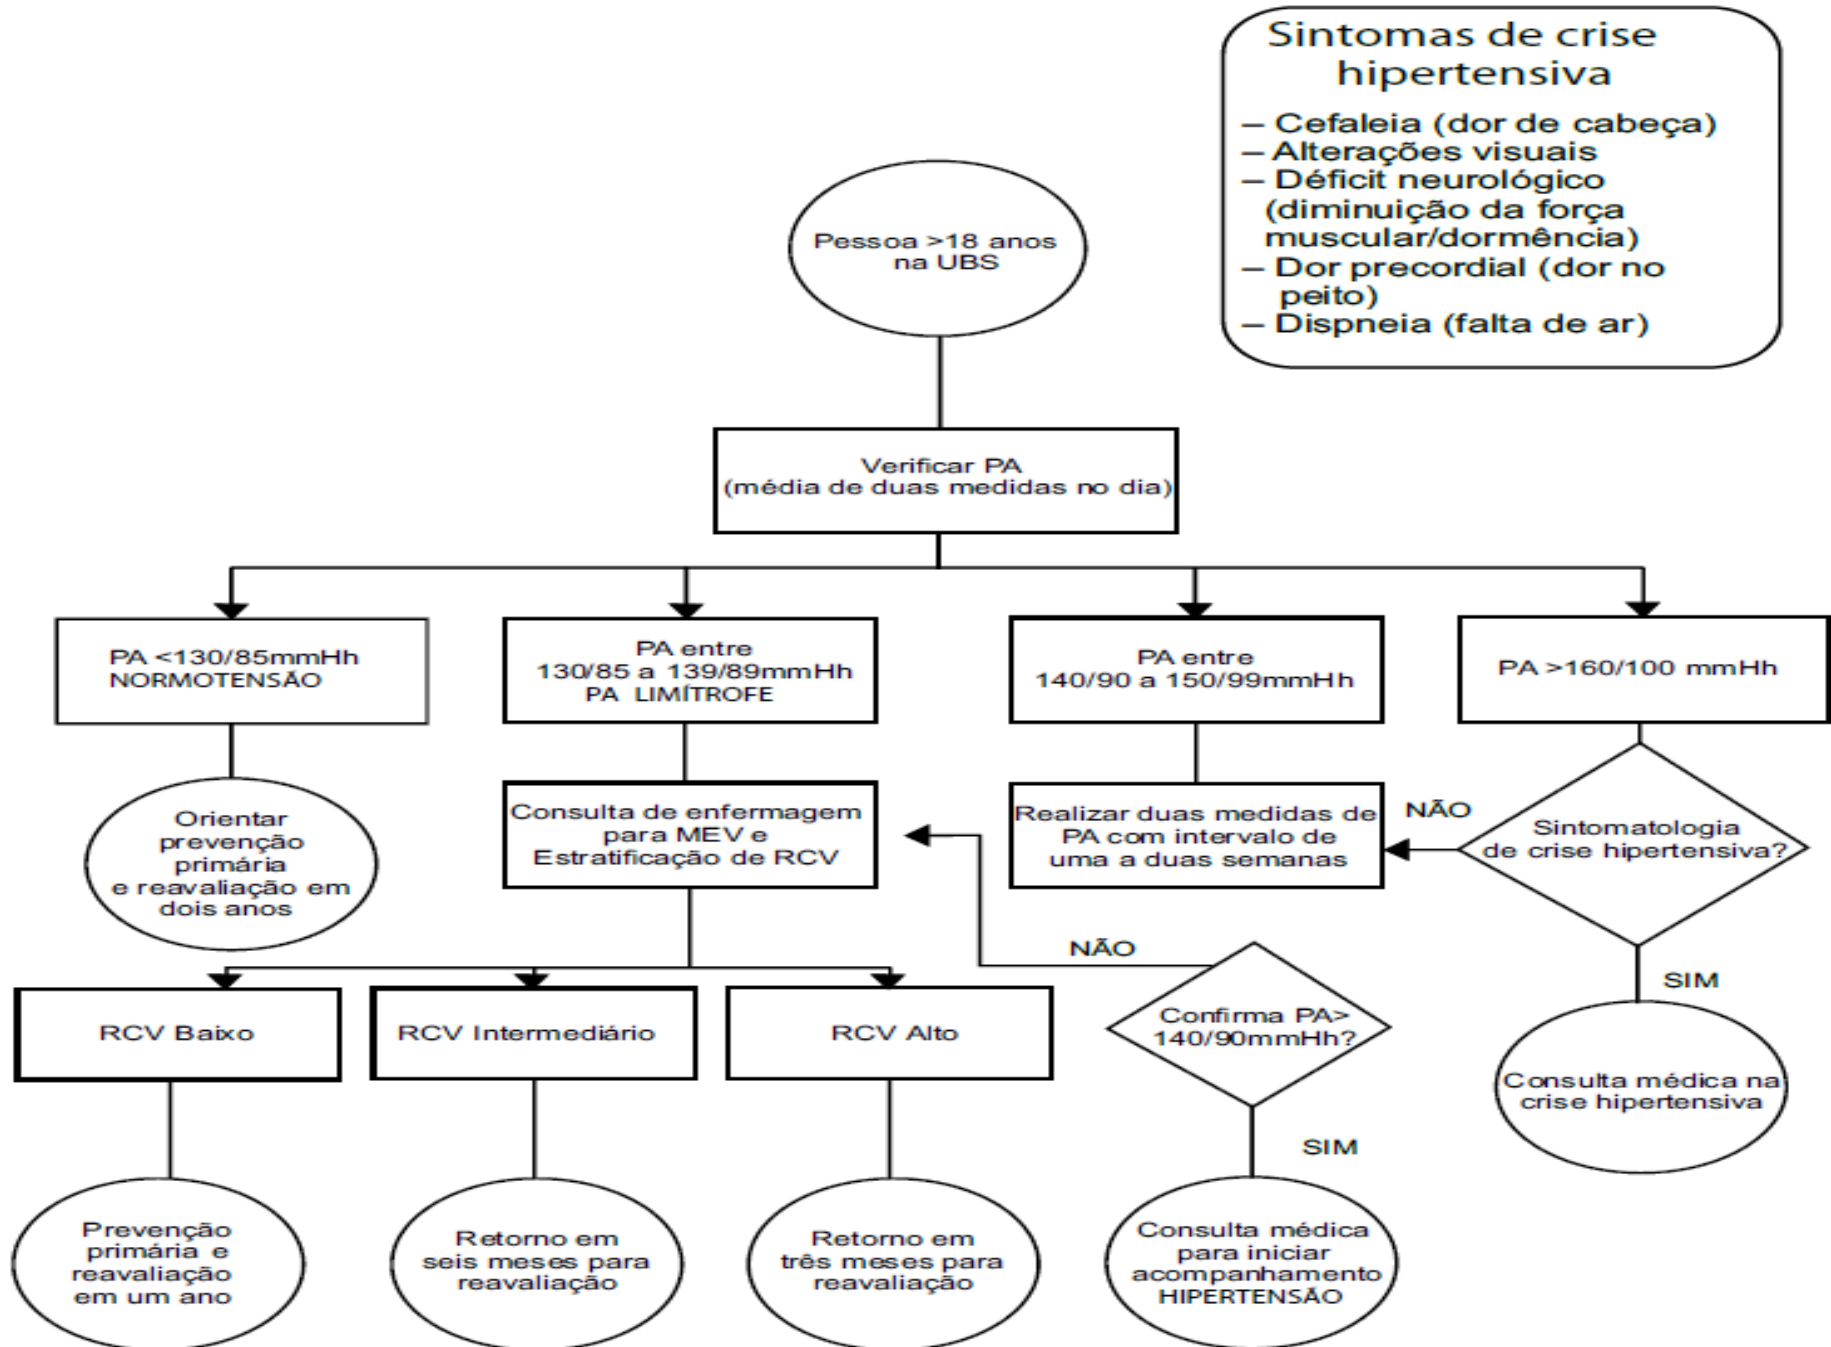 Sintomas de crise
hipertensiva
– Cefaleia (dor de cabeça)
– Alterações visuais
– Déficit neurológico
(diminuição da força
muscular/dormência)
– Dor precordial (dor no
peito)
– Dispneia (falta de ar)
Pessoa >18 anos
na UBS
Verificar PA
(média de duas medidas no dia)
PA <130/85mmHh
NORMOTENSÃO
PA entre
130/85 a 139/89mmHh
PA LIMÍTROFE
PA entre
140/90 a 150/99mmHh
PA >160/100 mmHh
Orientar
prevenção
primária
e reavaliação em
dois anos
Consulta de enfermagem
para MEV e
Estratificação de RCV
Realizar duas medidas de
PA com intervalo de
uma a duas semanas
NÃO
Sintomatologia
de crise hipertensiva?
NÃO
SIM
RCV Baixo
RCV Intermediário
RCV Alto
Confirma PA>
140/90mmHh?
Consulta médica na
crise hipertensiva
SIM
Prevenção
primária e
reavaliação
em um ano
Retorno em
seis meses para
reavaliação
Retorno em
três meses para
reavaliação
Consulta médica
para iniciar
acompanhamento
HIPERTENSÃO